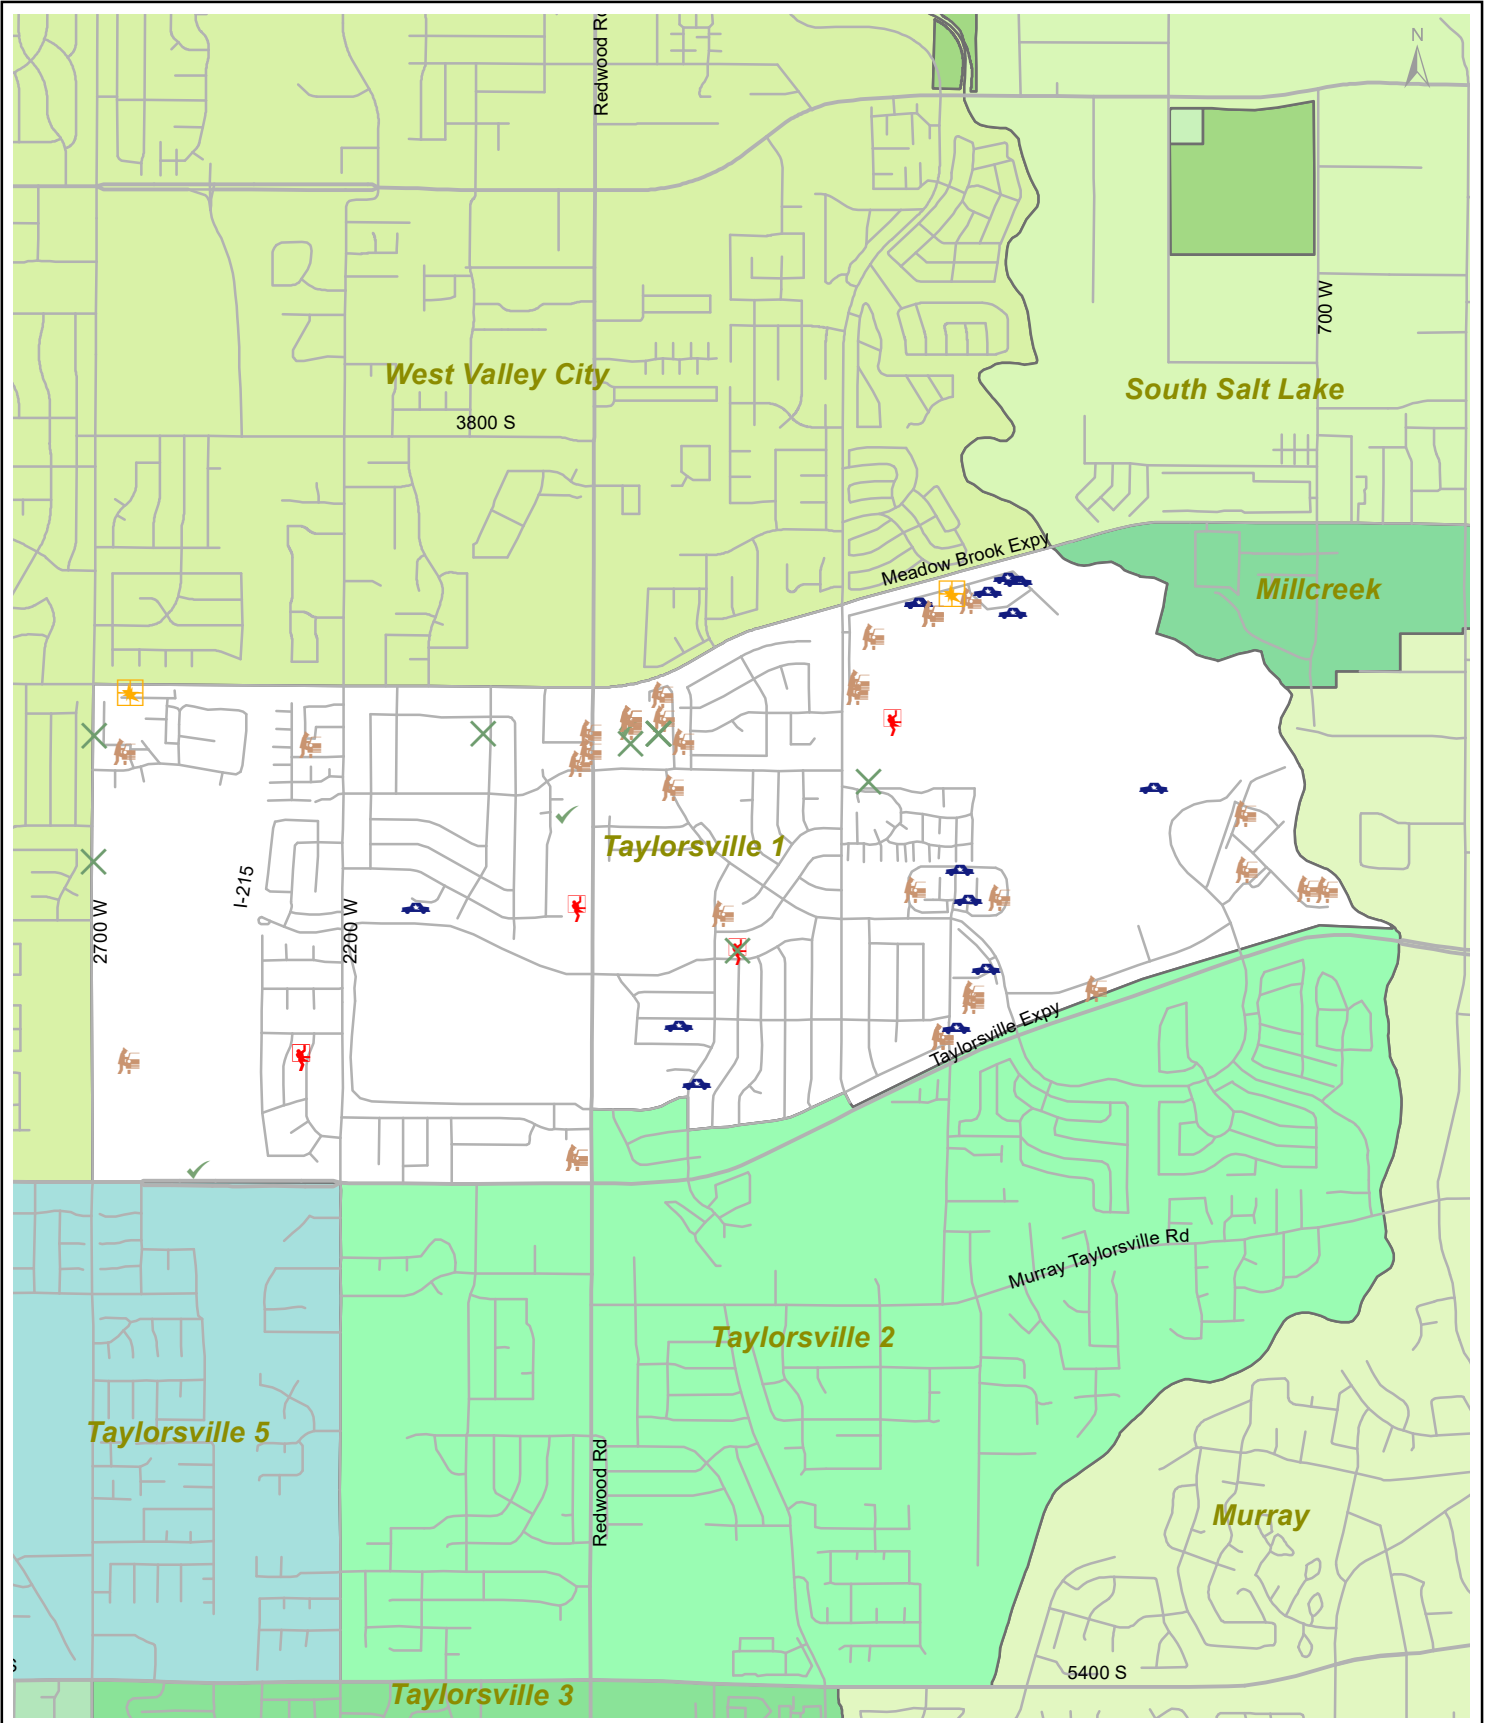 Redwood R
N
700 W
West Valley City
South Salt Lake
3800 S
Meadow Brook Expy
Millcreek
Taylorsville 1
I-215
2700 W
2200 W
Taylorsville Expy
Murray Taylorsville Rd
Taylorsville 2
Taylorsville 5
Redwood Rd
Murray
5400 S
Taylorsville 3